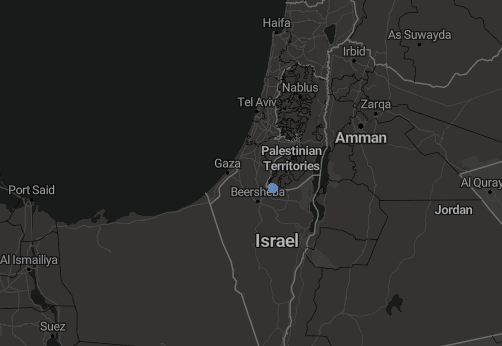 Haifa
As Suwayda
Irbid
Nablus
Tel Aviv
Zarqa
Amman
Palestinian
Territories
Gaza
Port Said
Beersheba
Al Quray
Jordan
Israel
Al Ismailiya
Suez